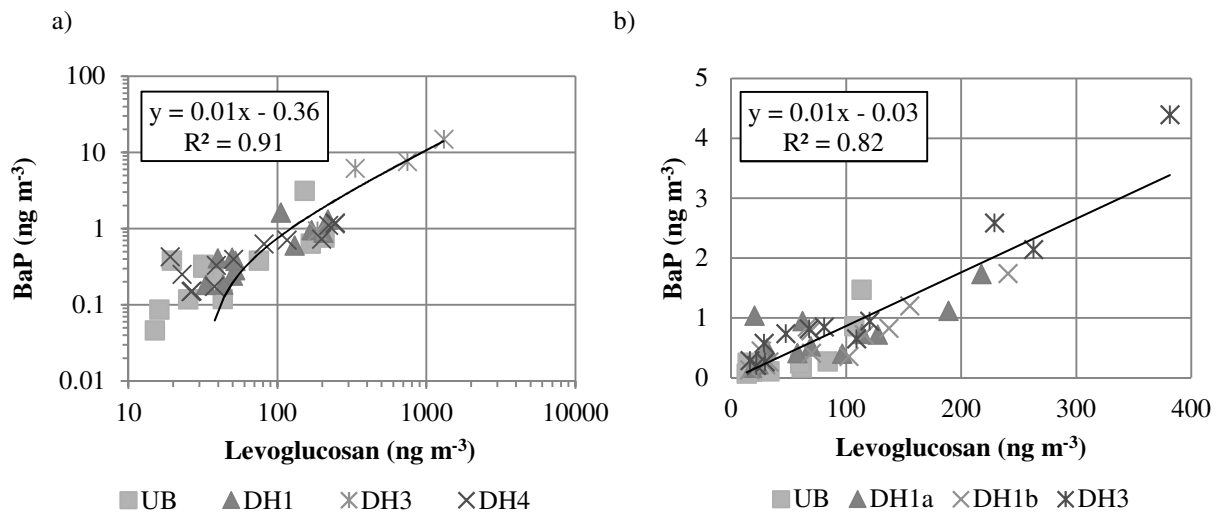 a)
y = 0.01x - 0.36
R² = 0.91
BaP (ng m⁻³)
100
10
1
0.1
0.01
10 100 1000 10000
Levoglucosan (ng m⁻³)
UB DH1 DH3 DH4
b)
y = 0.01x - 0.03
R² = 0.82
BaP (ng m⁻³)
5
4
3
2
1
0
0 100 200 300 400
Levoglucosan (ng m⁻³)
UB DH1a DH1b DH3